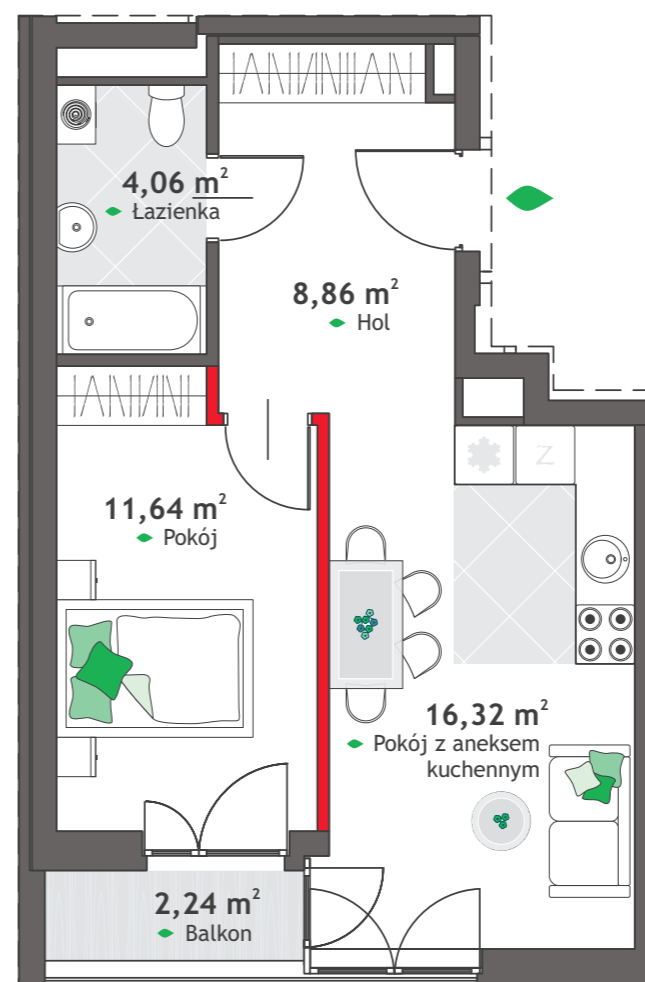 4,06 m²
Łazienka
8,86 m²
Hol
11,64 m²
Pokój
Z
16,32 m²
Pokój z aneksem
kuchennym
2,24 m²
Balkon